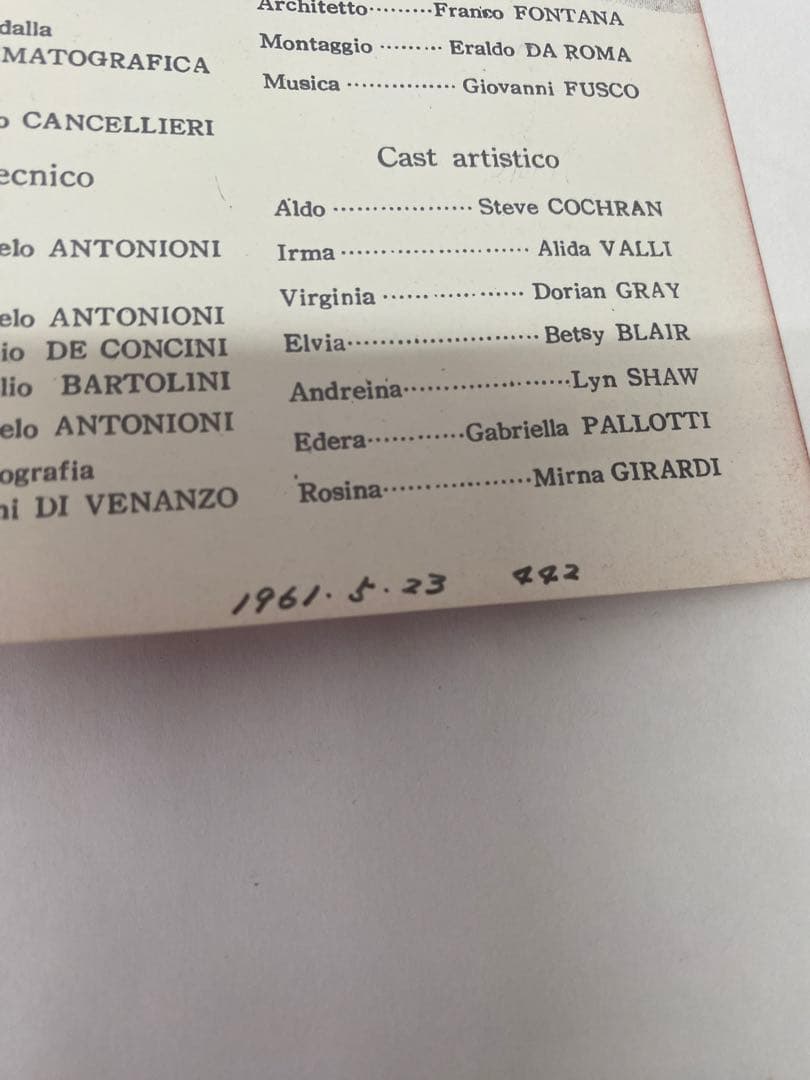 dalla
MATOGRAFICA
o CANCELLIERI
ecnico
elo ANTONIONI
elo ANTONIONI
io DE CONCINI
lio BARTOLINI
elo ANTONIONI
ografia
ni DI VENANZO
Architetto·········Franco FONTANA
Montaggio ········· Eraldo DA ROMA
Musica ················ Giovanni FUSCO
Cast artistico
Aldo ··················· Steve COCHRAN
Irma ·························· Alida VALLI
Virginia ··················· Dorian GRAY
Elvia·························· Betsy BLAIR
Andreina·······················Lyn SHAW
Edera············Gabriella PALLOTTI
Rosina··················Mirna GIRARDI
1961. 5. 23 442